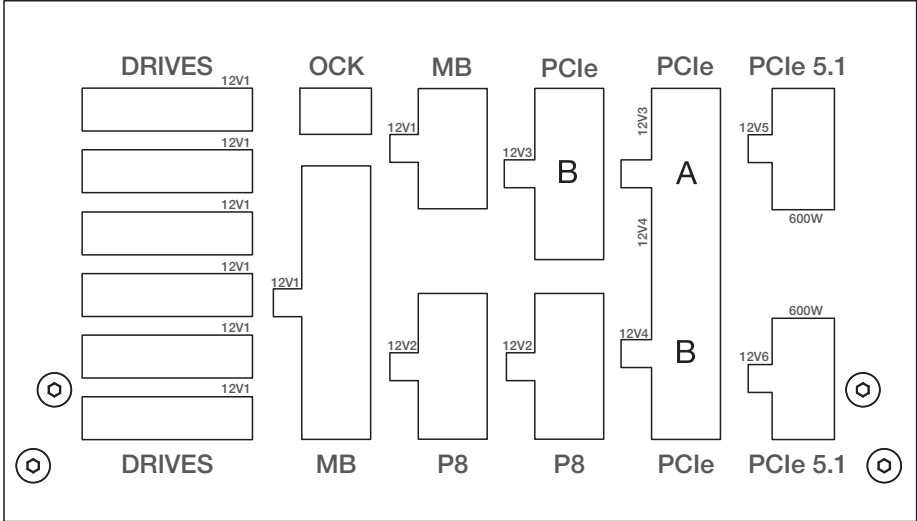 DRIVES OCK MB PCIe PCIe PCIe 5.1
12V1
12V1
12V1
12V1
12V1
12V1
12V1
12V1
12V2
12V3
B
12V2
12V3
A
12V4
12V4
B
12V5
600W
600W
12V6
DRIVES MB P8 P8 PCIe PCIe 5.1